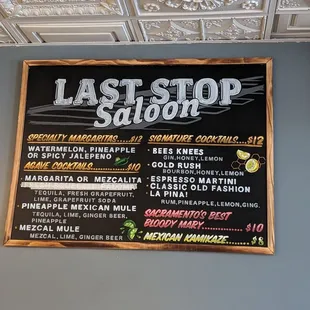 LAST STOP
Saloon
SPECIALTY MARGARITAS.....$12
WATERMELON, PINEAPPLE
OR SPICY JALEPENO
AGAVE COCKTAILS..........$10
MARGARITA OR MEZCALITA
TEQUILA, FRESH GRAPEFRUIT,
LIME, GRAPEFRUIT SODA
• PINEAPPLE MEXICAN MULE
TEQUILA, LIME, GINGER BEER,
PINEAPPLE
• MEZCAL MULE
MEZCAL, LIME, GINGER BEER
SIGNATURE COCKTAILS...$12
• BEES KNEES
GIN, HONEY, LEMON
• GOLD RUSH
BOURBON, HONEY, LEMON
• ESPRESSO MARTINI
• CLASSIC OLD FASHION
• LA PINA!
RUM, PINEAPPLE, LEMON, GING.
SACRAMENTO'S BEST
BLOODY MARY..........$10
MEXICAN KAMIKAZE........$8